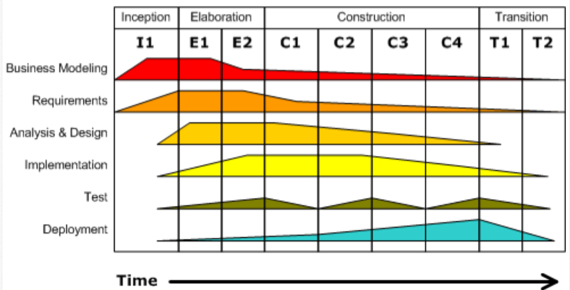 Inception Elaboration Construction Transition
I1 E1 E2 C1 C2 C3 C4 T1 T2
Business Modeling
Requirements
Analysis & Design
Implementation
Test
Deployment
Time